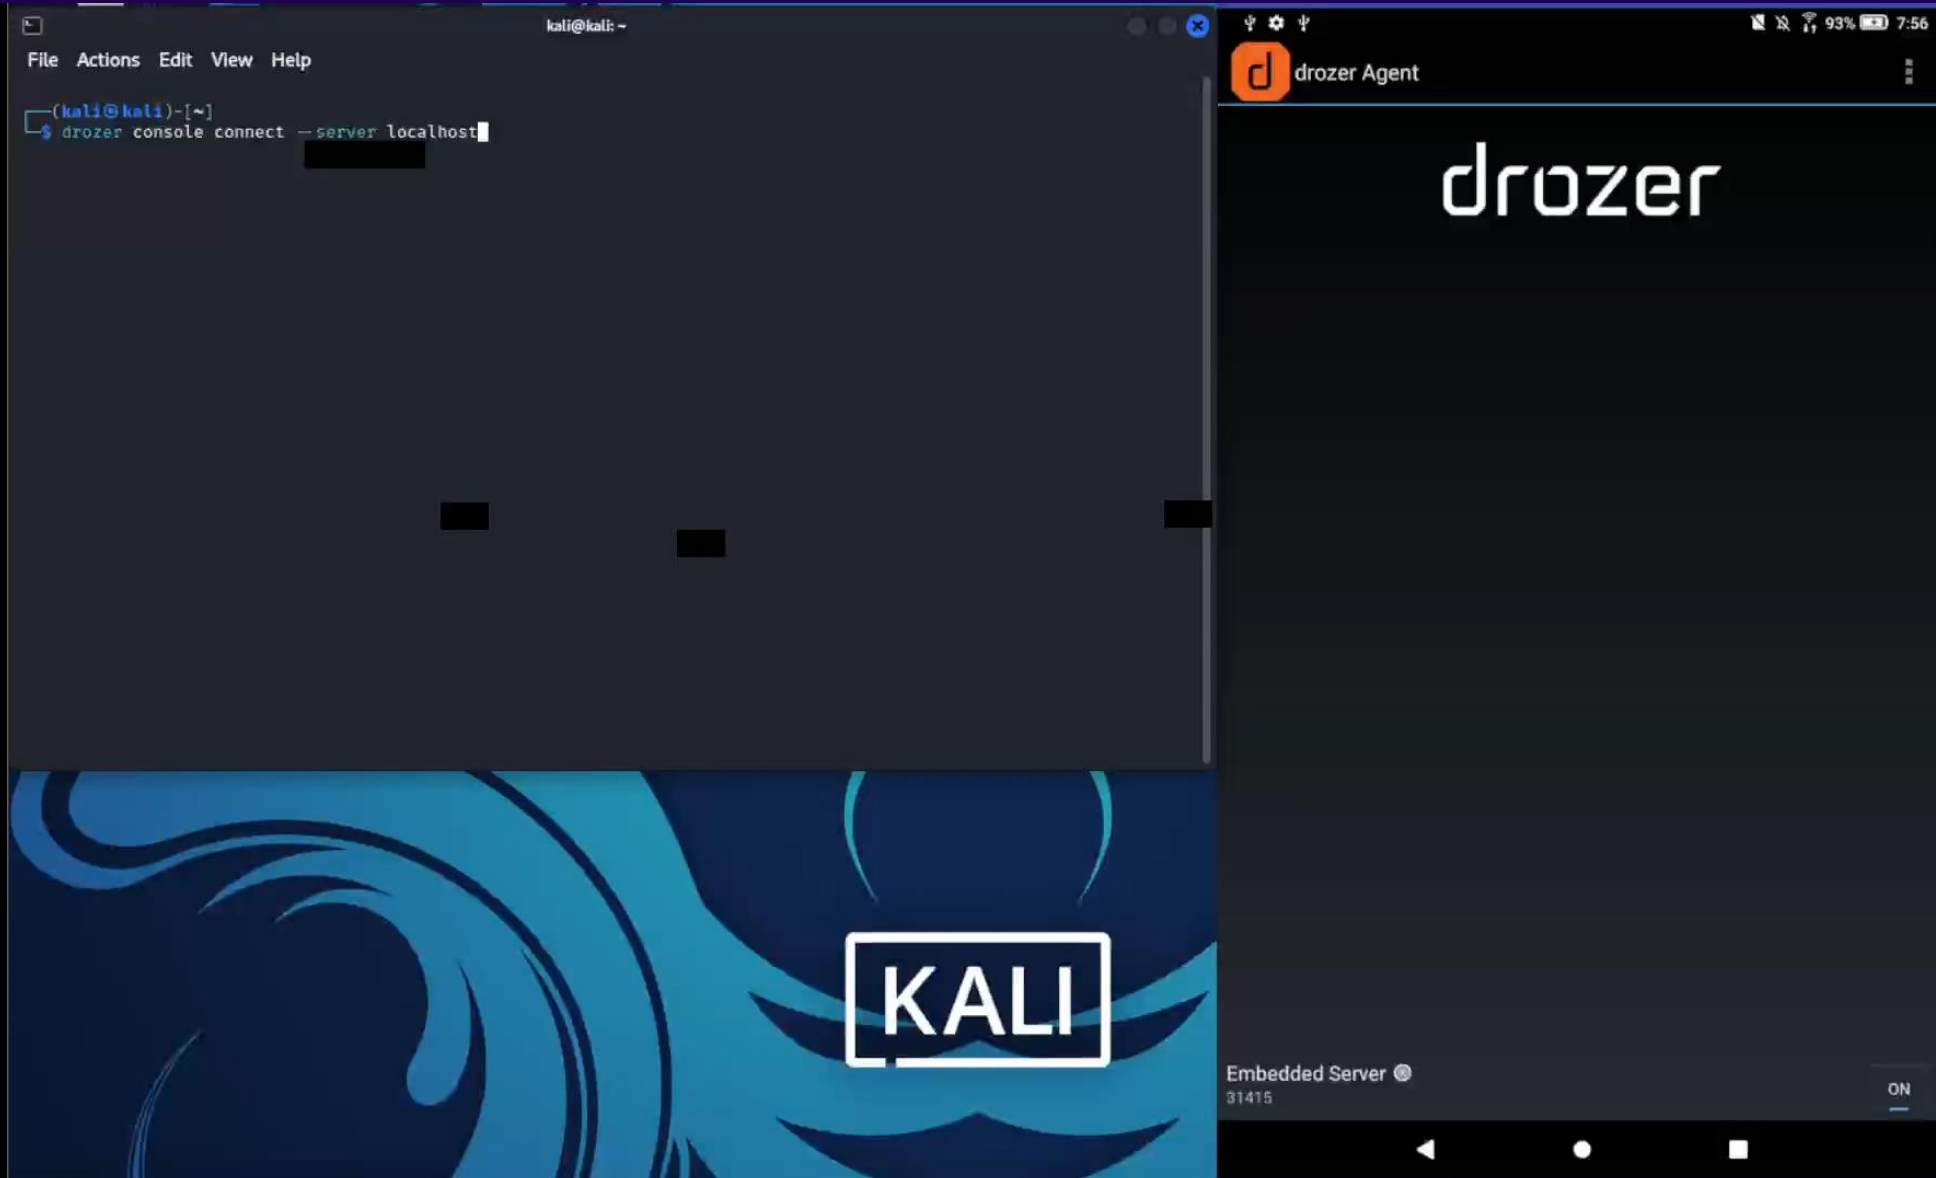 kali@kali: ~
File Actions Edit View Help
┌──(kali㉿kali)-[~]
└─$ drozer console connect --server localhost
KALI
93% 7:56
d drozer Agent
drozer
Embedded Server
31415
ON